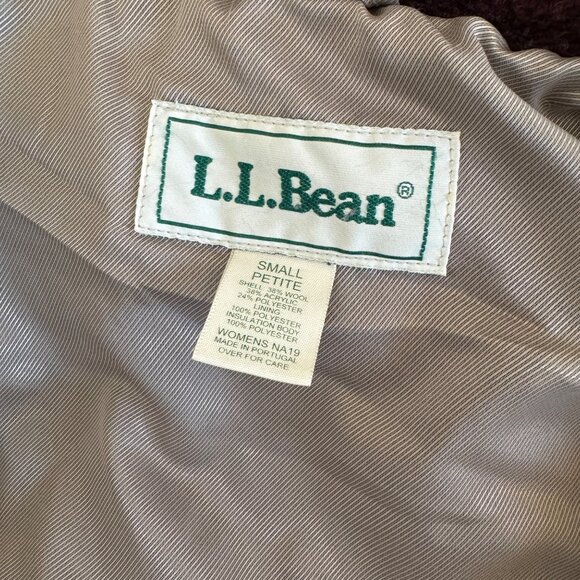 L.L.Bean®
SMALL
PETITE
SHELL 38% WOOL
38% ACRYLIC
24% POLYESTER
LINING
100% POLYESTER
INSULATION BODY
100% POLYESTER
WOMENS NA19
MADE IN PORTUGAL
OVER FOR CARE